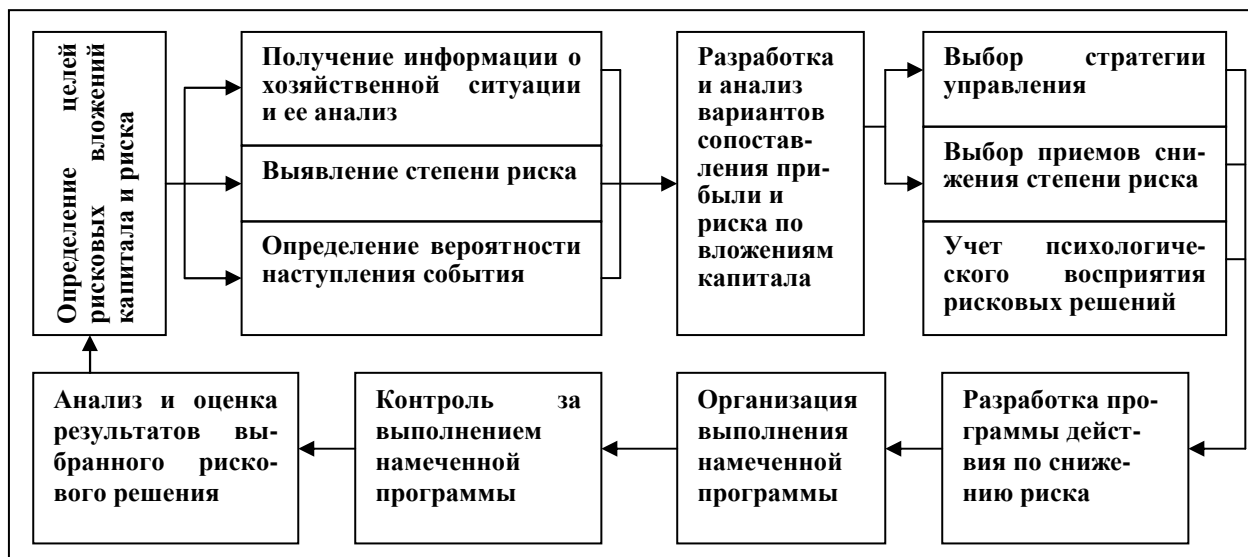 Определение целей
рисковых вложений
капитала и риска
Получение информации о
хозяйственной ситуации
и ее анализ
Выявление степени риска
Определение вероятности
наступления события
Разработка
и анализ
вариантов
сопостав-
ления при-
были и
риска по
вложениям
капитала
Выбор стратегии
управления
Выбор приемов сни-
жения степени риска
Учет психологиче-
ского восприятия
рисковых решений
Анализ и оценка
результатов вы-
бранного риско-
вого решения
Контроль за
выполнением
намеченной
программы
Организация
выполнения
намеченной
программы
Разработка про-
граммы дейст-
вия по сниже-
нию риска